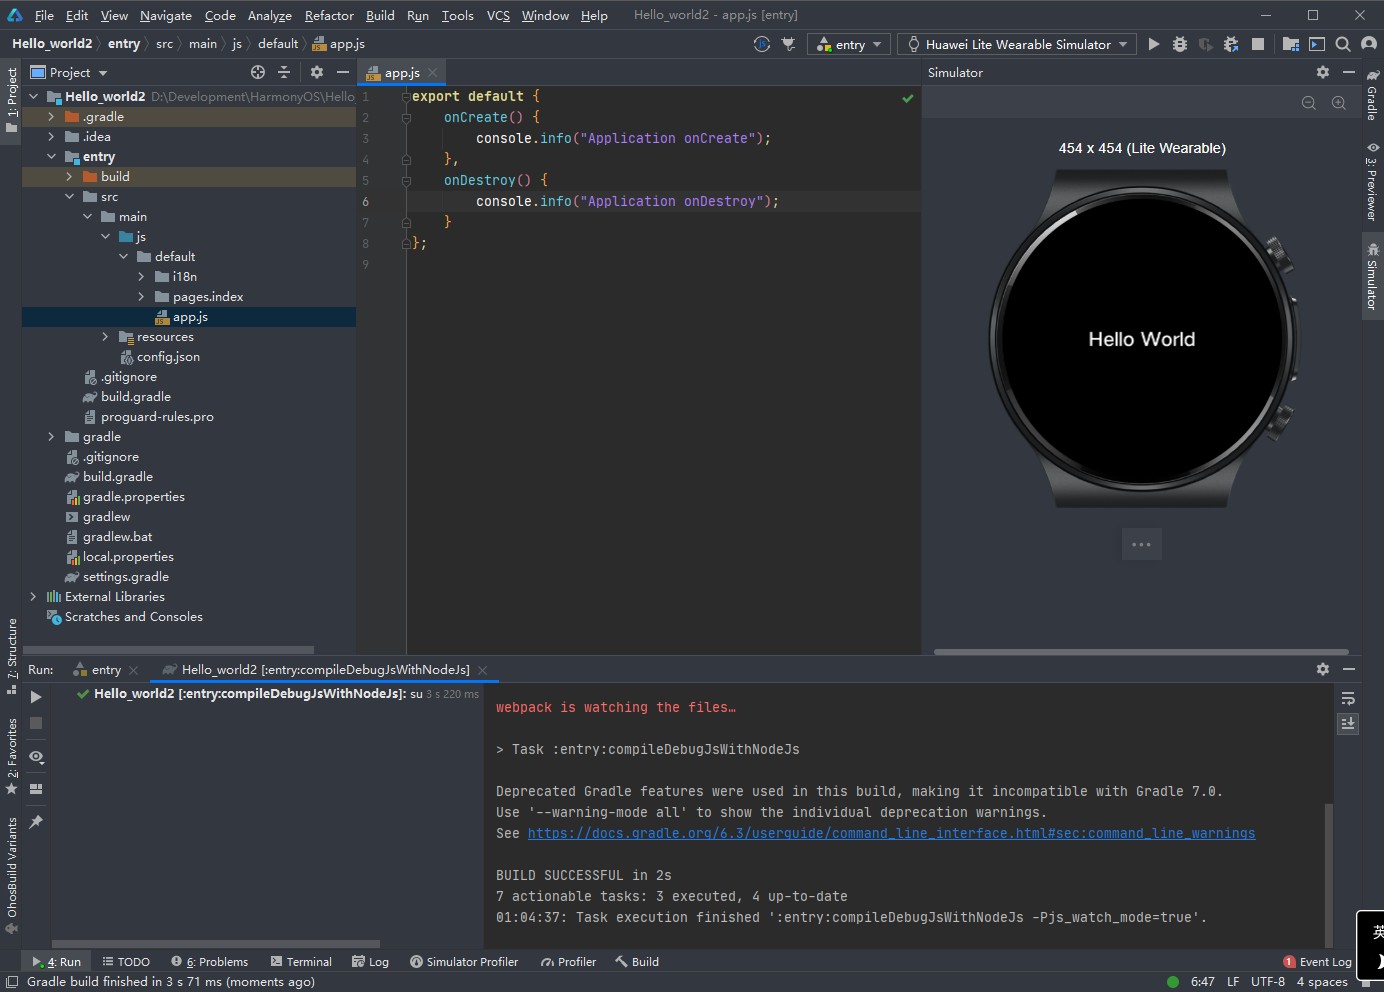 File Edit View Navigate Code Analyze Refactor Build Run Tools VCS Window Help Hello_world2 - app.js [entry]
Hello_world2 entry src main js default app.js
entry
Huawei Lite Wearable Simulator
1: Project
Project
Hello_world2 D:\Development\HarmonyOS\Hello
.gradle
.idea
entry
build
src
main
js
default
i18n
pages.index
app.js
resources
config.json
.gitignore
build.gradle
proguard-rules.pro
gradle
.gitignore
build.gradle
gradle.properties
gradlew
gradlew.bat
local.properties
settings.gradle
External Libraries
Scratches and Consoles
app.js
1 export default {
2 onCreate() {
3 console.info("Application onCreate");
4 },
5 onDestroy() {
6 console.info("Application onDestroy");
7 }
8 };
9
Simulator
454 x 454 (Lite Wearable)
Hello World
Gradle
3: Previewer
Simulator
7: Structure
2: Favorites
OhosBuild Variants
Run: entry Hello_world2 [:entry:compileDebugJsWithNodeJs]
Hello_world2 [:entry:compileDebugJsWithNodeJs]: su 3 s 220 ms
webpack is watching the files…
> Task :entry:compileDebugJsWithNodeJs
Deprecated Gradle features were used in this build, making it incompatible with Gradle 7.0.
Use '--warning-mode all' to show the individual deprecation warnings.
See https://docs.gradle.org/6.3/userguide/command_line_interface.html#sec:command_line_warnings
BUILD SUCCESSFUL in 2s
7 actionable tasks: 3 executed, 4 up-to-date
01:04:37: Task execution finished ':entry:compileDebugJsWithNodeJs -Pjs_watch_mode=true'.
英
4: Run TODO 6: Problems Terminal Log Simulator Profiler Profiler Build 1 Event Log
Gradle build finished in 3 s 71 ms (moments ago) 6:47 LF UTF-8 4 spaces